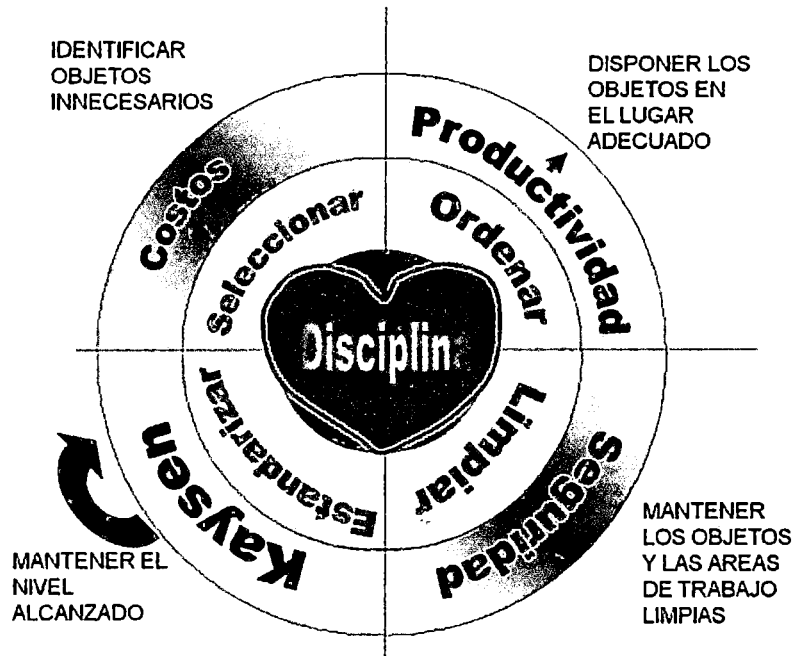 IDENTIFICAR
OBJETOS
INNECESARIOS
DISPONER LOS
OBJETOS EN
EL LUGAR
ADECUADO
Costos
Productividad
Seleccionar
Ordenar
Disciplin
Estandarizar
Limpiar
Kaysen
Seguridad
MANTENER EL
NIVEL
ALCANZADO
MANTENER
LOS OBJETOS
Y LAS AREAS
DE TRABAJO
LIMPIAS